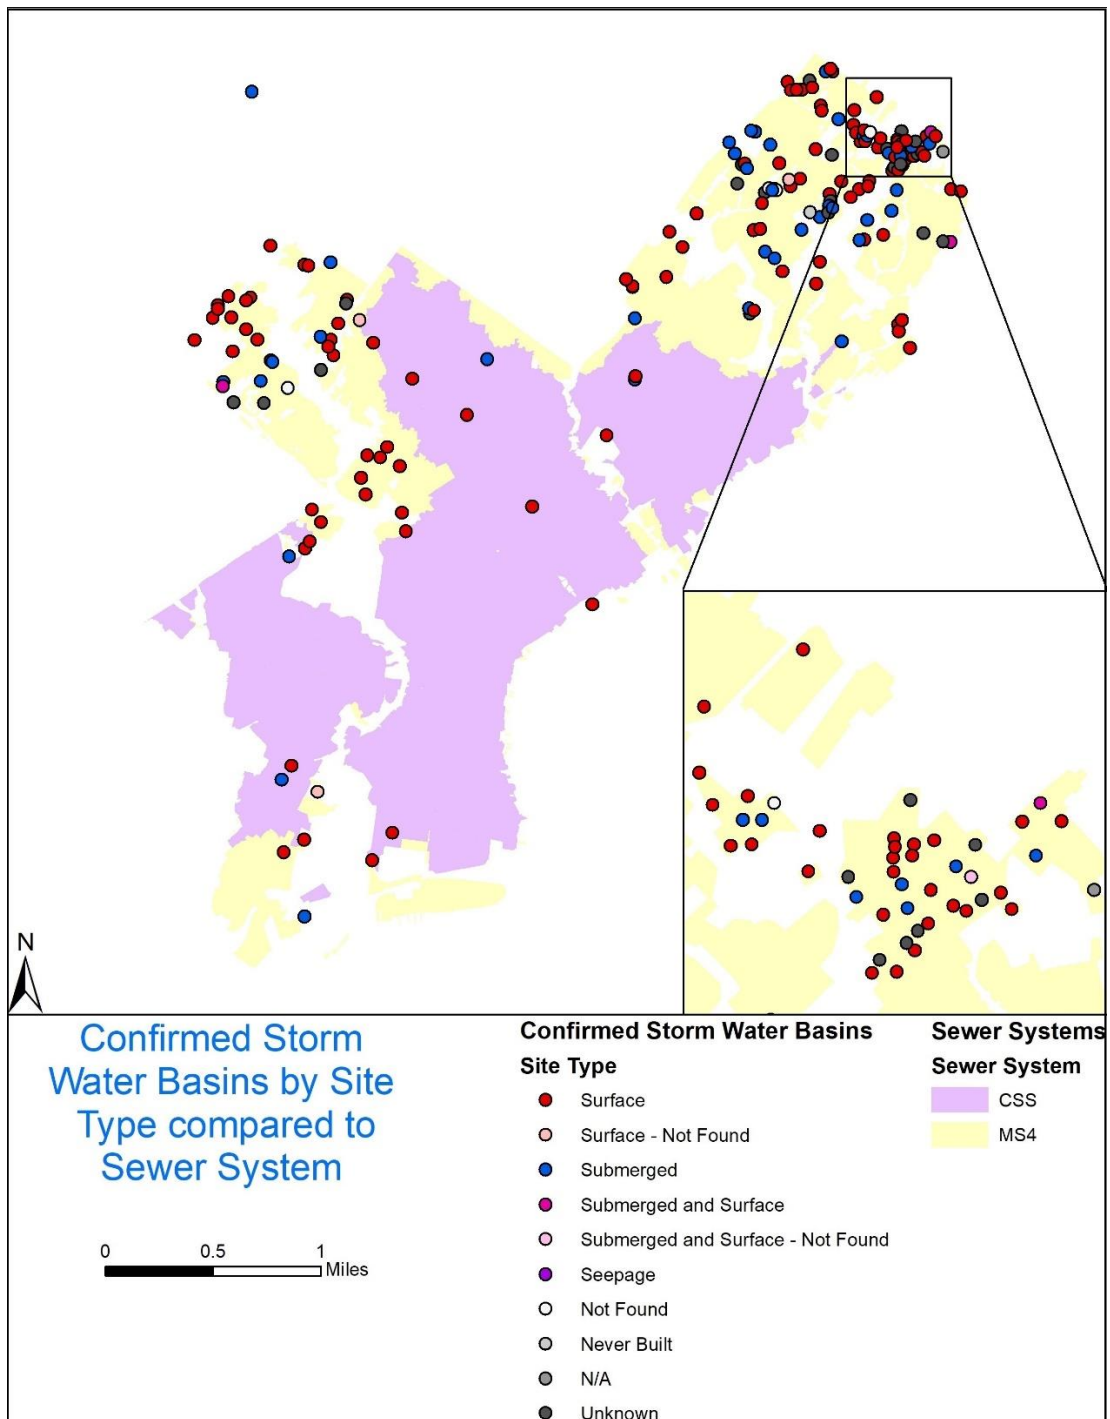 N
Confirmed Storm
Water Basins by Site
Type compared to
Sewer System
0 0.5 1
Miles
Confirmed Storm Water Basins
Site Type
Surface
Surface - Not Found
Submerged
Submerged and Surface
Submerged and Surface - Not Found
Seepage
Not Found
Never Built
N/A
Unknown
Sewer Systems
Sewer System
CSS
MS4